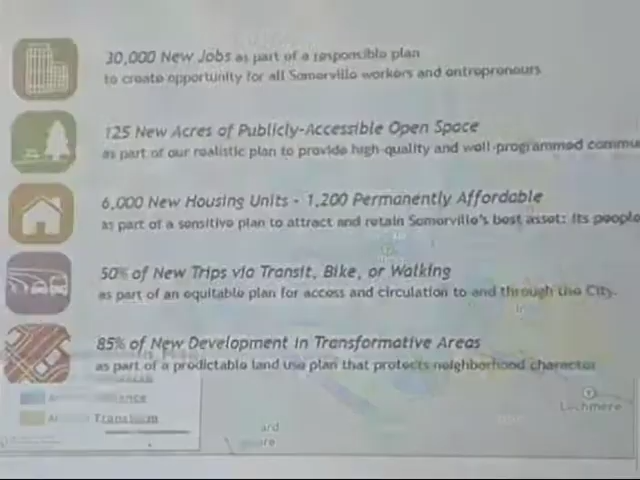 30,000 New Jobs as part of a responsible plan
to create opportunity for all Somerville workers and entrepreneurs
125 New Acres of Publicly-Accessible Open Space
as part of our realistic plan to provide high-quality and well-programmed commu
6,000 New Housing Units - 1,200 Permanently Affordable
as part of a sensitive plan to attract and retain Somerville's best asset: its people
50% of New Trips via Transit, Bike, or Walking
as part of an equitable plan for access and circulation to and through the City.
85% of New Development in Transformative Areas
as part of a predictable land use plan that protects neighborhood character
Transform
T
Lechmere